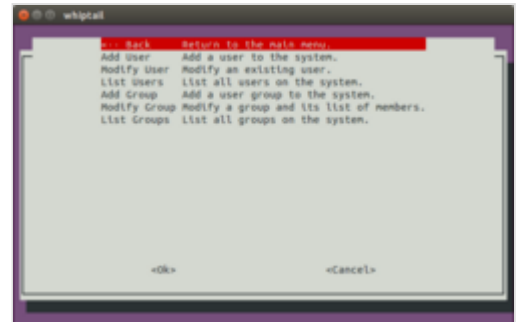 whiptail
<-- Back Return to the main menu.
Add User Add a user to the system.
Modify User Modify an existing user.
List Users List all users on the system.
Add Group Add a user group to the system.
Modify Group Modify a group and its list of members.
List Groups List all groups on the system.
<Ok> <Cancel>